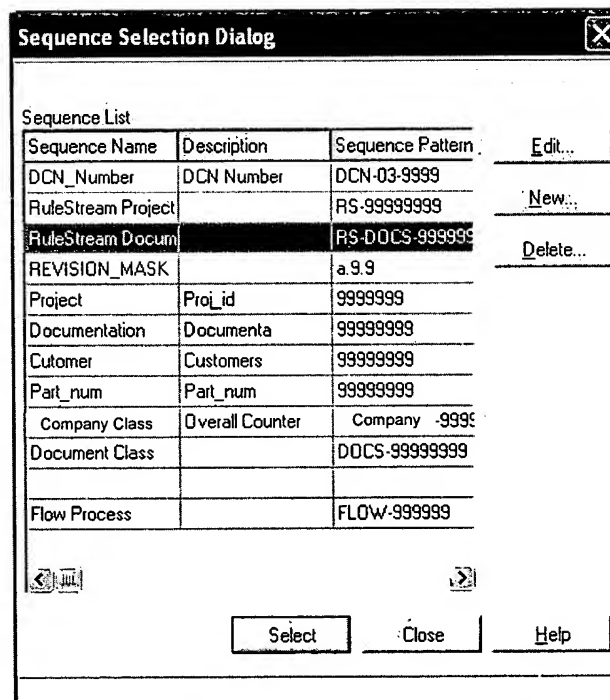 Sequence Selection Dialog
Sequence List
Sequence Name Description Sequence Pattern
DCN_Number DCN Number DCN-03-9999
RuleStream Project RS-99999999
RuleStream Docum RS-DOCS-999999
REVISION_MASK a.9.9
Project Proj_id 9999999
Documentation Documenta 99999999
Cutomer Customers 99999999
Part_num Part_num 99999999
Company Class Overall Counter Company -9999
Document Class DOCS-99999999
Flow Process FLOW-999999
Edit...
New...
Delete...
Select Close Help